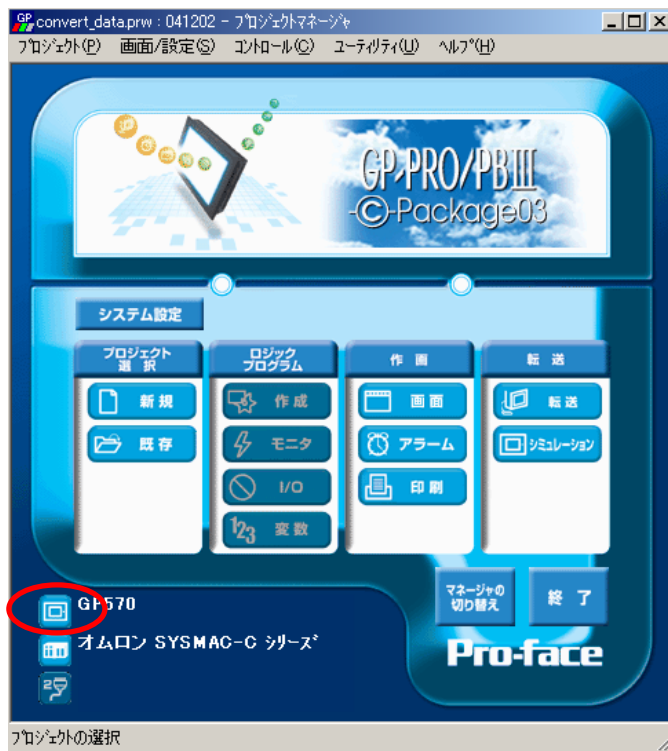 GP convert_data.prw : 041202 - プロジェクトマネージャ
プロジェクト(P) 画面/設定(S) コントロール(C) ユーティリティ(U) ヘルプ(H)
GP-PRO/PBⅢ
-Ⓒ-Package03
システム設定
プロジェクト
選 択
ロジック
プログラム
作 画
転 送
新 規
作 成
画 面
転 送
既 存
モニタ
アラーム
シミュレーション
I/O
印 刷
123 変 数
GP570
マネージャの
切り替え
終 了
オムロン SYSMAC-C シリーズ
Pro-face
2
プロジェクトの選択